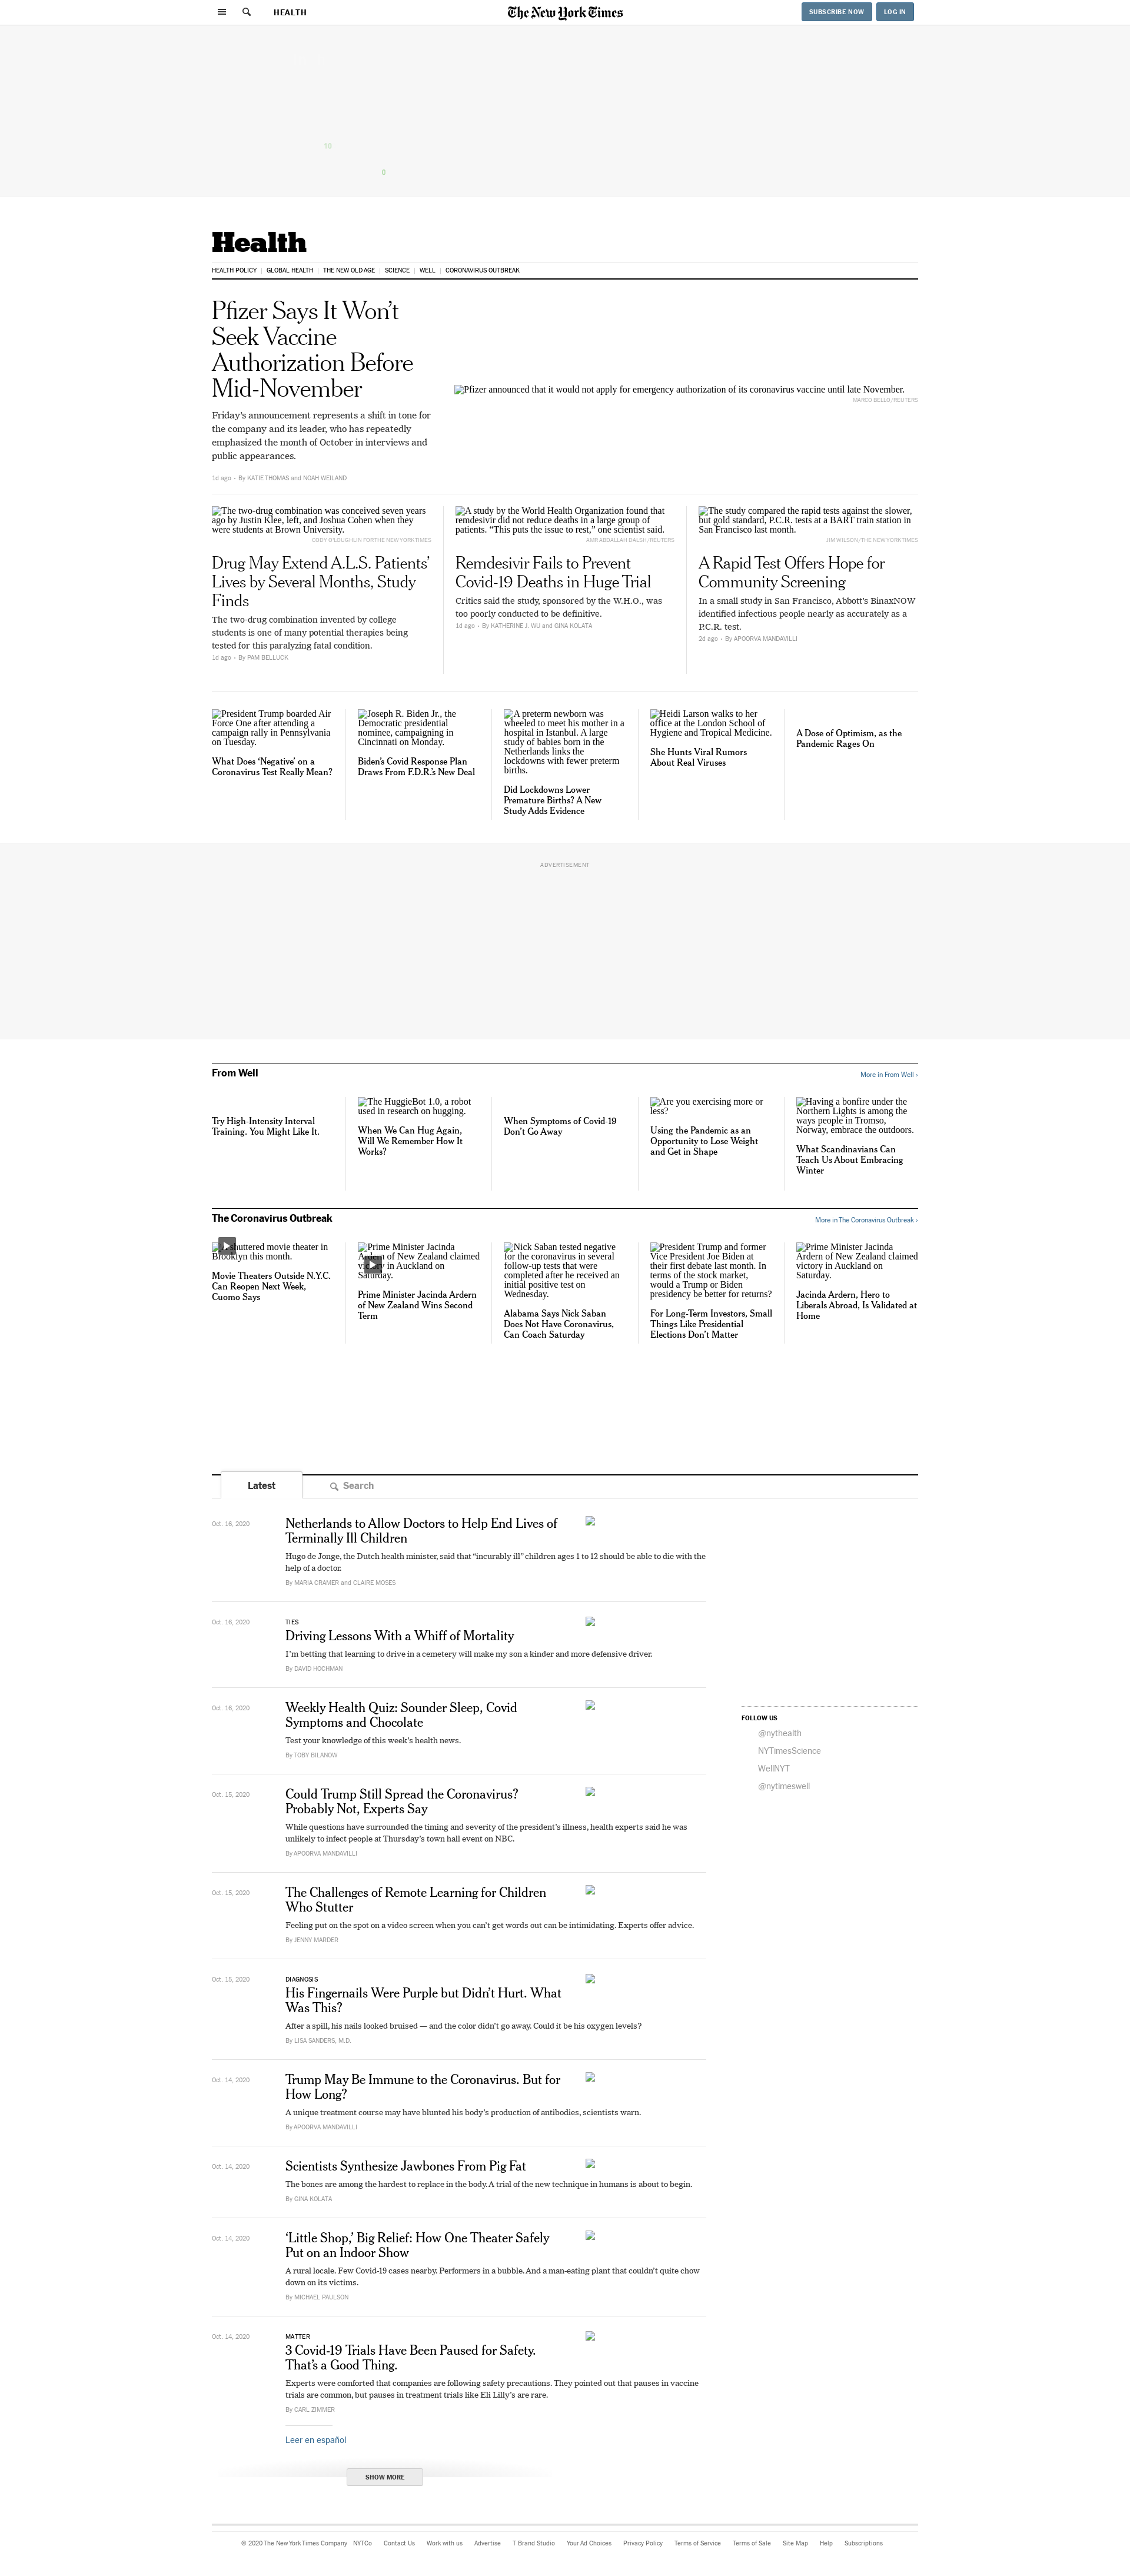 HEALTH
The New York Times
SUBSCRIBE NOW
LOG IN
18
0
Health
HEALTH POLICY
GLOBAL HEALTH
THE NEW OLD AGE
SCIENCE
WELL
CORONAVIRUS OUTBREAK
Pfizer Says It Won’t
Seek Vaccine
Authorization Before
Mid-November
Friday’s announcement represents a shift in tone for
the company and its leader, who has repeatedly
emphasized the month of October in interviews and
public appearances.
1d ago - By KATIE THOMAS and NOAH WEILAND
Pfizer announced that it would not apply for emergency authorization of its coronavirus vaccine until late November.
MARCO BELLO/REUTERS
The two-drug combination was conceived seven years
ago by Justin Klee, left, and Joshua Cohen when they
were students at Brown University.
CODY O'LOUGHLIN FOR THE NEW YORK TIMES
Drug May Extend A.L.S. Patients’
Lives by Several Months, Study
Finds
The two-drug combination invented by college
students is one of many potential therapies being
tested for this paralyzing fatal condition.
1d ago - By PAM BELLUCK
A study by the World Health Organization found that
remdesivir did not reduce deaths in a large group of
patients. “This puts the issue to rest,” one scientist said.
AMR ABDALLAH DALSH/REUTERS
Remdesivir Fails to Prevent
Covid-19 Deaths in Huge Trial
Critics said the study, sponsored by the W.H.O., was
too poorly conducted to be definitive.
1d ago - By KATHERINE J. WU and GINA KOLATA
The study compared the rapid tests against the slower,
but gold standard, P.C.R. tests at a BART train station in
San Francisco last month.
JIM WILSON/THE NEW YORK TIMES
A Rapid Test Offers Hope for
Community Screening
In a small study in San Francisco, Abbott’s BinaxNOW
identified infectious people nearly as accurately as a
P.C.R. test.
2d ago - By APOORVA MANDAVILLI
President Trump boarded Air
Force One after attending a
campaign rally in Pennsylvania
on Tuesday.
What Does ‘Negative’ on a
Coronavirus Test Really Mean?
Joseph R. Biden Jr., the
Democratic presidential
nominee, campaigning in
Cincinnati on Monday.
Biden’s Covid Response Plan
Draws From F.D.R.’s New Deal
A preterm newborn was
wheeled to meet his mother in a
hospital in Istanbul. A large
study of babies born in the
Netherlands links the
lockdowns with fewer preterm
births.
Did Lockdowns Lower
Premature Births? A New
Study Adds Evidence
Heidi Larson walks to her
office at the London School of
Hygiene and Tropical Medicine.
She Hunts Viral Rumors
About Real Viruses
A Dose of Optimism, as the
Pandemic Rages On
ADVERTISEMENT
From Well
More in From Well ›
Try High-Intensity Interval
Training. You Might Like It.
The HuggieBot 1.0, a robot
used in research on hugging.
When We Can Hug Again,
Will We Remember How It
Works?
When Symptoms of Covid-19
Don’t Go Away
Are you exercising more or
less?
Using the Pandemic as an
Opportunity to Lose Weight
and Get in Shape
Having a bonfire under the
Northern Lights is among the
ways people in Tromso,
Norway, embrace the outdoors.
What Scandinavians Can
Teach Us About Embracing
Winter
The Coronavirus Outbreak
More in The Coronavirus Outbreak ›
shuttered movie theater in
Brooklyn this month.
Movie Theaters Outside N.Y.C.
Can Reopen Next Week,
Cuomo Says
Prime Minister Jacinda
Ardern of New Zealand claimed
victory in Auckland on
Saturday.
Prime Minister Jacinda Ardern
of New Zealand Wins Second
Term
Nick Saban tested negative
for the coronavirus in several
follow-up tests that were
completed after he received an
initial positive test on
Wednesday.
Alabama Says Nick Saban
Does Not Have Coronavirus,
Can Coach Saturday
President Trump and former
Vice President Joe Biden at
their first debate last month. In
terms of the stock market,
would a Trump or Biden
presidency be better for returns?
For Long-Term Investors, Small
Things Like Presidential
Elections Don’t Matter
Prime Minister Jacinda
Ardern of New Zealand claimed
victory in Auckland on
Saturday.
Jacinda Ardern, Hero to
Liberals Abroad, Is Validated at
Home
Latest
Search
Oct. 16, 2020
Netherlands to Allow Doctors to Help End Lives of
Terminally Ill Children
Hugo de Jonge, the Dutch health minister, said that “incurably ill” children ages 1 to 12 should be able to die with the
help of a doctor.
By MARIA CRAMER and CLAIRE MOSES
Oct. 16, 2020
TIES
Driving Lessons With a Whiff of Mortality
I’m betting that learning to drive in a cemetery will make my son a kinder and more defensive driver.
By DAVID HOCHMAN
Oct. 16, 2020
Weekly Health Quiz: Sounder Sleep, Covid
Symptoms and Chocolate
Test your knowledge of this week’s health news.
By TOBY BILANOW
FOLLOW US
@nythealth
NYTimesScience
WellNYT
@nytimeswell
Oct. 15, 2020
Could Trump Still Spread the Coronavirus?
Probably Not, Experts Say
While questions have surrounded the timing and severity of the president’s illness, health experts said he was
unlikely to infect people at Thursday’s town hall event on NBC.
By APOORVA MANDAVILLI
Oct. 15, 2020
The Challenges of Remote Learning for Children
Who Stutter
Feeling put on the spot on a video screen when you can’t get words out can be intimidating. Experts offer advice.
By JENNY MARDER
Oct. 15, 2020
DIAGNOSIS
His Fingernails Were Purple but Didn’t Hurt. What
Was This?
After a spill, his nails looked bruised — and the color didn’t go away. Could it be his oxygen levels?
By LISA SANDERS, M.D.
Oct. 14, 2020
Trump May Be Immune to the Coronavirus. But for
How Long?
A unique treatment course may have blunted his body’s production of antibodies, scientists warn.
By APOORVA MANDAVILLI
Oct. 14, 2020
Scientists Synthesize Jawbones From Pig Fat
The bones are among the hardest to replace in the body. A trial of the new technique in humans is about to begin.
By GINA KOLATA
Oct. 14, 2020
‘Little Shop,’ Big Relief: How One Theater Safely
Put on an Indoor Show
A rural locale. Few Covid-19 cases nearby. Performers in a bubble. And a man-eating plant that couldn’t quite chow
down on its victims.
By MICHAEL PAULSON
Oct. 14, 2020
MATTER
3 Covid-19 Trials Have Been Paused for Safety.
That’s a Good Thing.
Experts were comforted that companies are following safety precautions. They pointed out that pauses in vaccine
trials are common, but pauses in treatment trials like Eli Lilly’s are rare.
By CARL ZIMMER
Leer en español
SHOW MORE
© 2020 The New York Times Company
NYTCo
Contact Us
Work with us
Advertise
T Brand Studio
Your Ad Choices
Privacy Policy
Terms of Service
Terms of Sale
Site Map
Help
Subscriptions